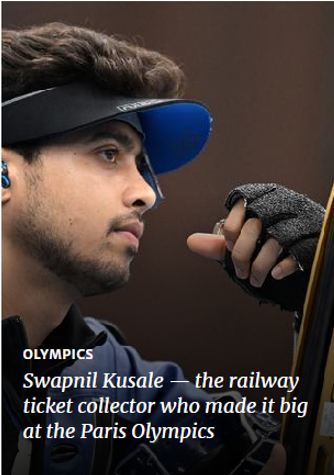 OLYMPICS
Swapnil Kusale — the railway
ticket collector who made it big
at the Paris Olympics